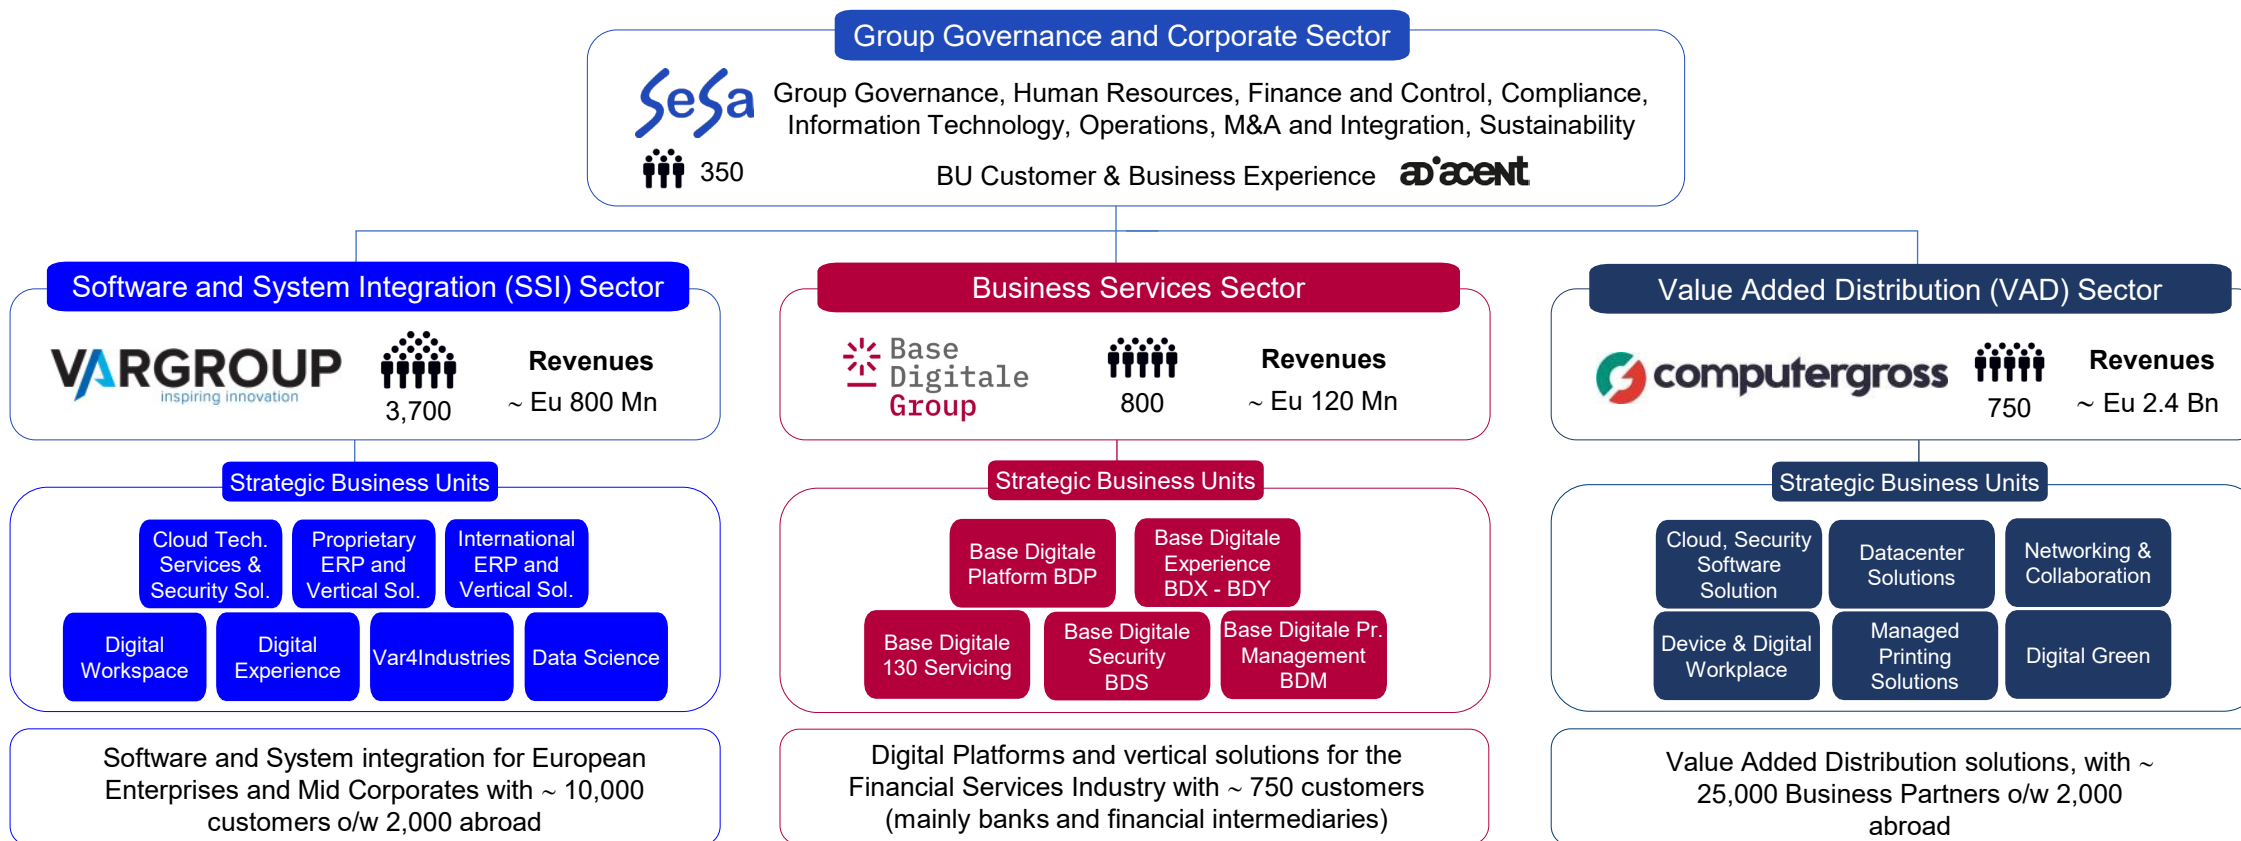 Group Governance and Corporate Sector
SeSa
Group Governance, Human Resources, Finance and Control, Compliance,
Information Technology, Operations, M&A and Integration, Sustainability
350
BU Customer & Business Experience
adiacent
Software and System Integration (SSI) Sector
VARGROUP
inspiring innovation
3,700
Revenues
~ Eu 800 Mn
Strategic Business Units
Cloud Tech.
Services &
Security Sol.
Proprietary
ERP and
Vertical Sol.
International
ERP and
Vertical Sol.
Digital
Workspace
Digital
Experience
Var4Industries
Data Science
Software and System integration for European
Enterprises and Mid Corporates with ~ 10,000
customers o/w 2,000 abroad
Business Services Sector
Base
Digitale
Group
800
Revenues
~ Eu 120 Mn
Strategic Business Units
Base Digitale
Platform BDP
Base Digitale
Experience
BDX - BDY
Base Digitale
130 Servicing
Base Digitale
Security
BDS
Base Digitale Pr.
Management
BDM
Digital Platforms and vertical solutions for the
Financial Services Industry with ~ 750 customers
(mainly banks and financial intermediaries)
Value Added Distribution (VAD) Sector
computergross
750
Revenues
~ Eu 2.4 Bn
Strategic Business Units
Cloud, Security
Software
Solution
Datacenter
Solutions
Networking &
Collaboration
Device & Digital
Workplace
Managed
Printing
Solutions
Digital Green
Value Added Distribution solutions, with ~
25,000 Business Partners o/w 2,000
abroad